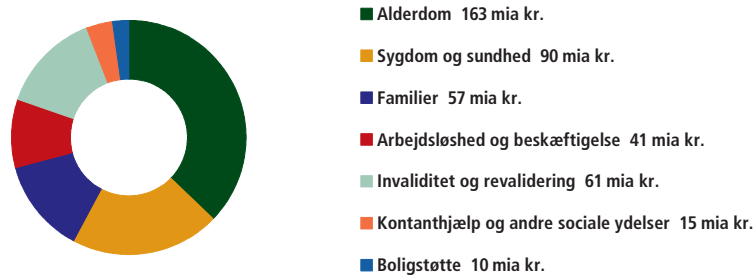 Alderdom 163 mia kr.
Sygdom og sundhed 90 mia kr.
Familier 57 mia kr.
Arbejdsløshed og beskæftigelse 41 mia kr.
Invaliditet og revalidering 61 mia kr.
Kontanthjælp og andre sociale ydelser 15 mia kr.
Boligstøtte 10 mia kr.